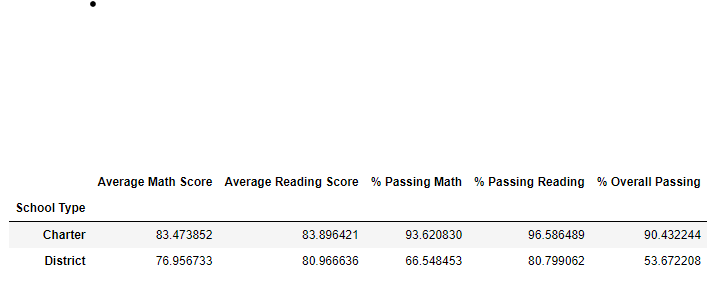 •
Average Math Score Average Reading Score % Passing Math % Passing Reading % Overall Passing
School Type
Charter 83.473852 83.896421 93.620830 96.586489 90.432244
District 76.956733 80.966636 66.548453 80.799062 53.672208